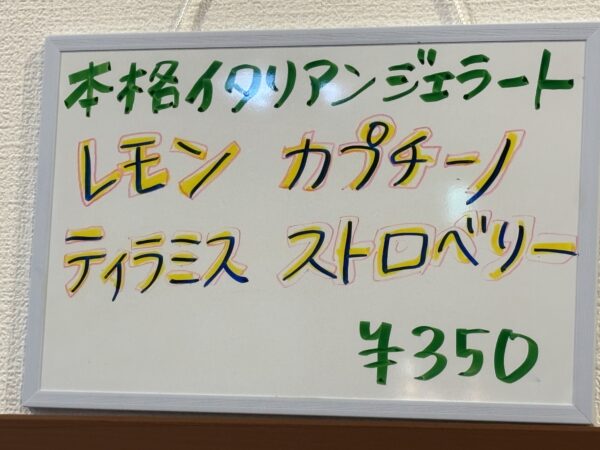 本格イタリアンジェラート
レモン カプチーノ
ティラミス ストロベリー
¥350